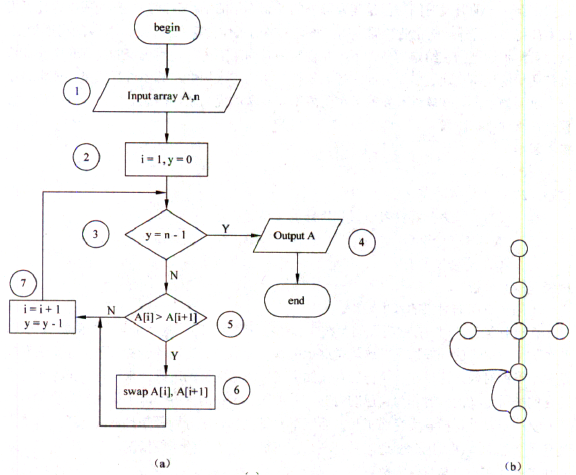 begin
1
Input array A,n
2
i = 1, y = 0
3
y = n - 1
Y
Output A
4
N
end
7
i = i + 1
y = y - 1
N
A[i] > A[i+1]
5
Y
swap A[i], A[i+1]
6
(a)
(b)